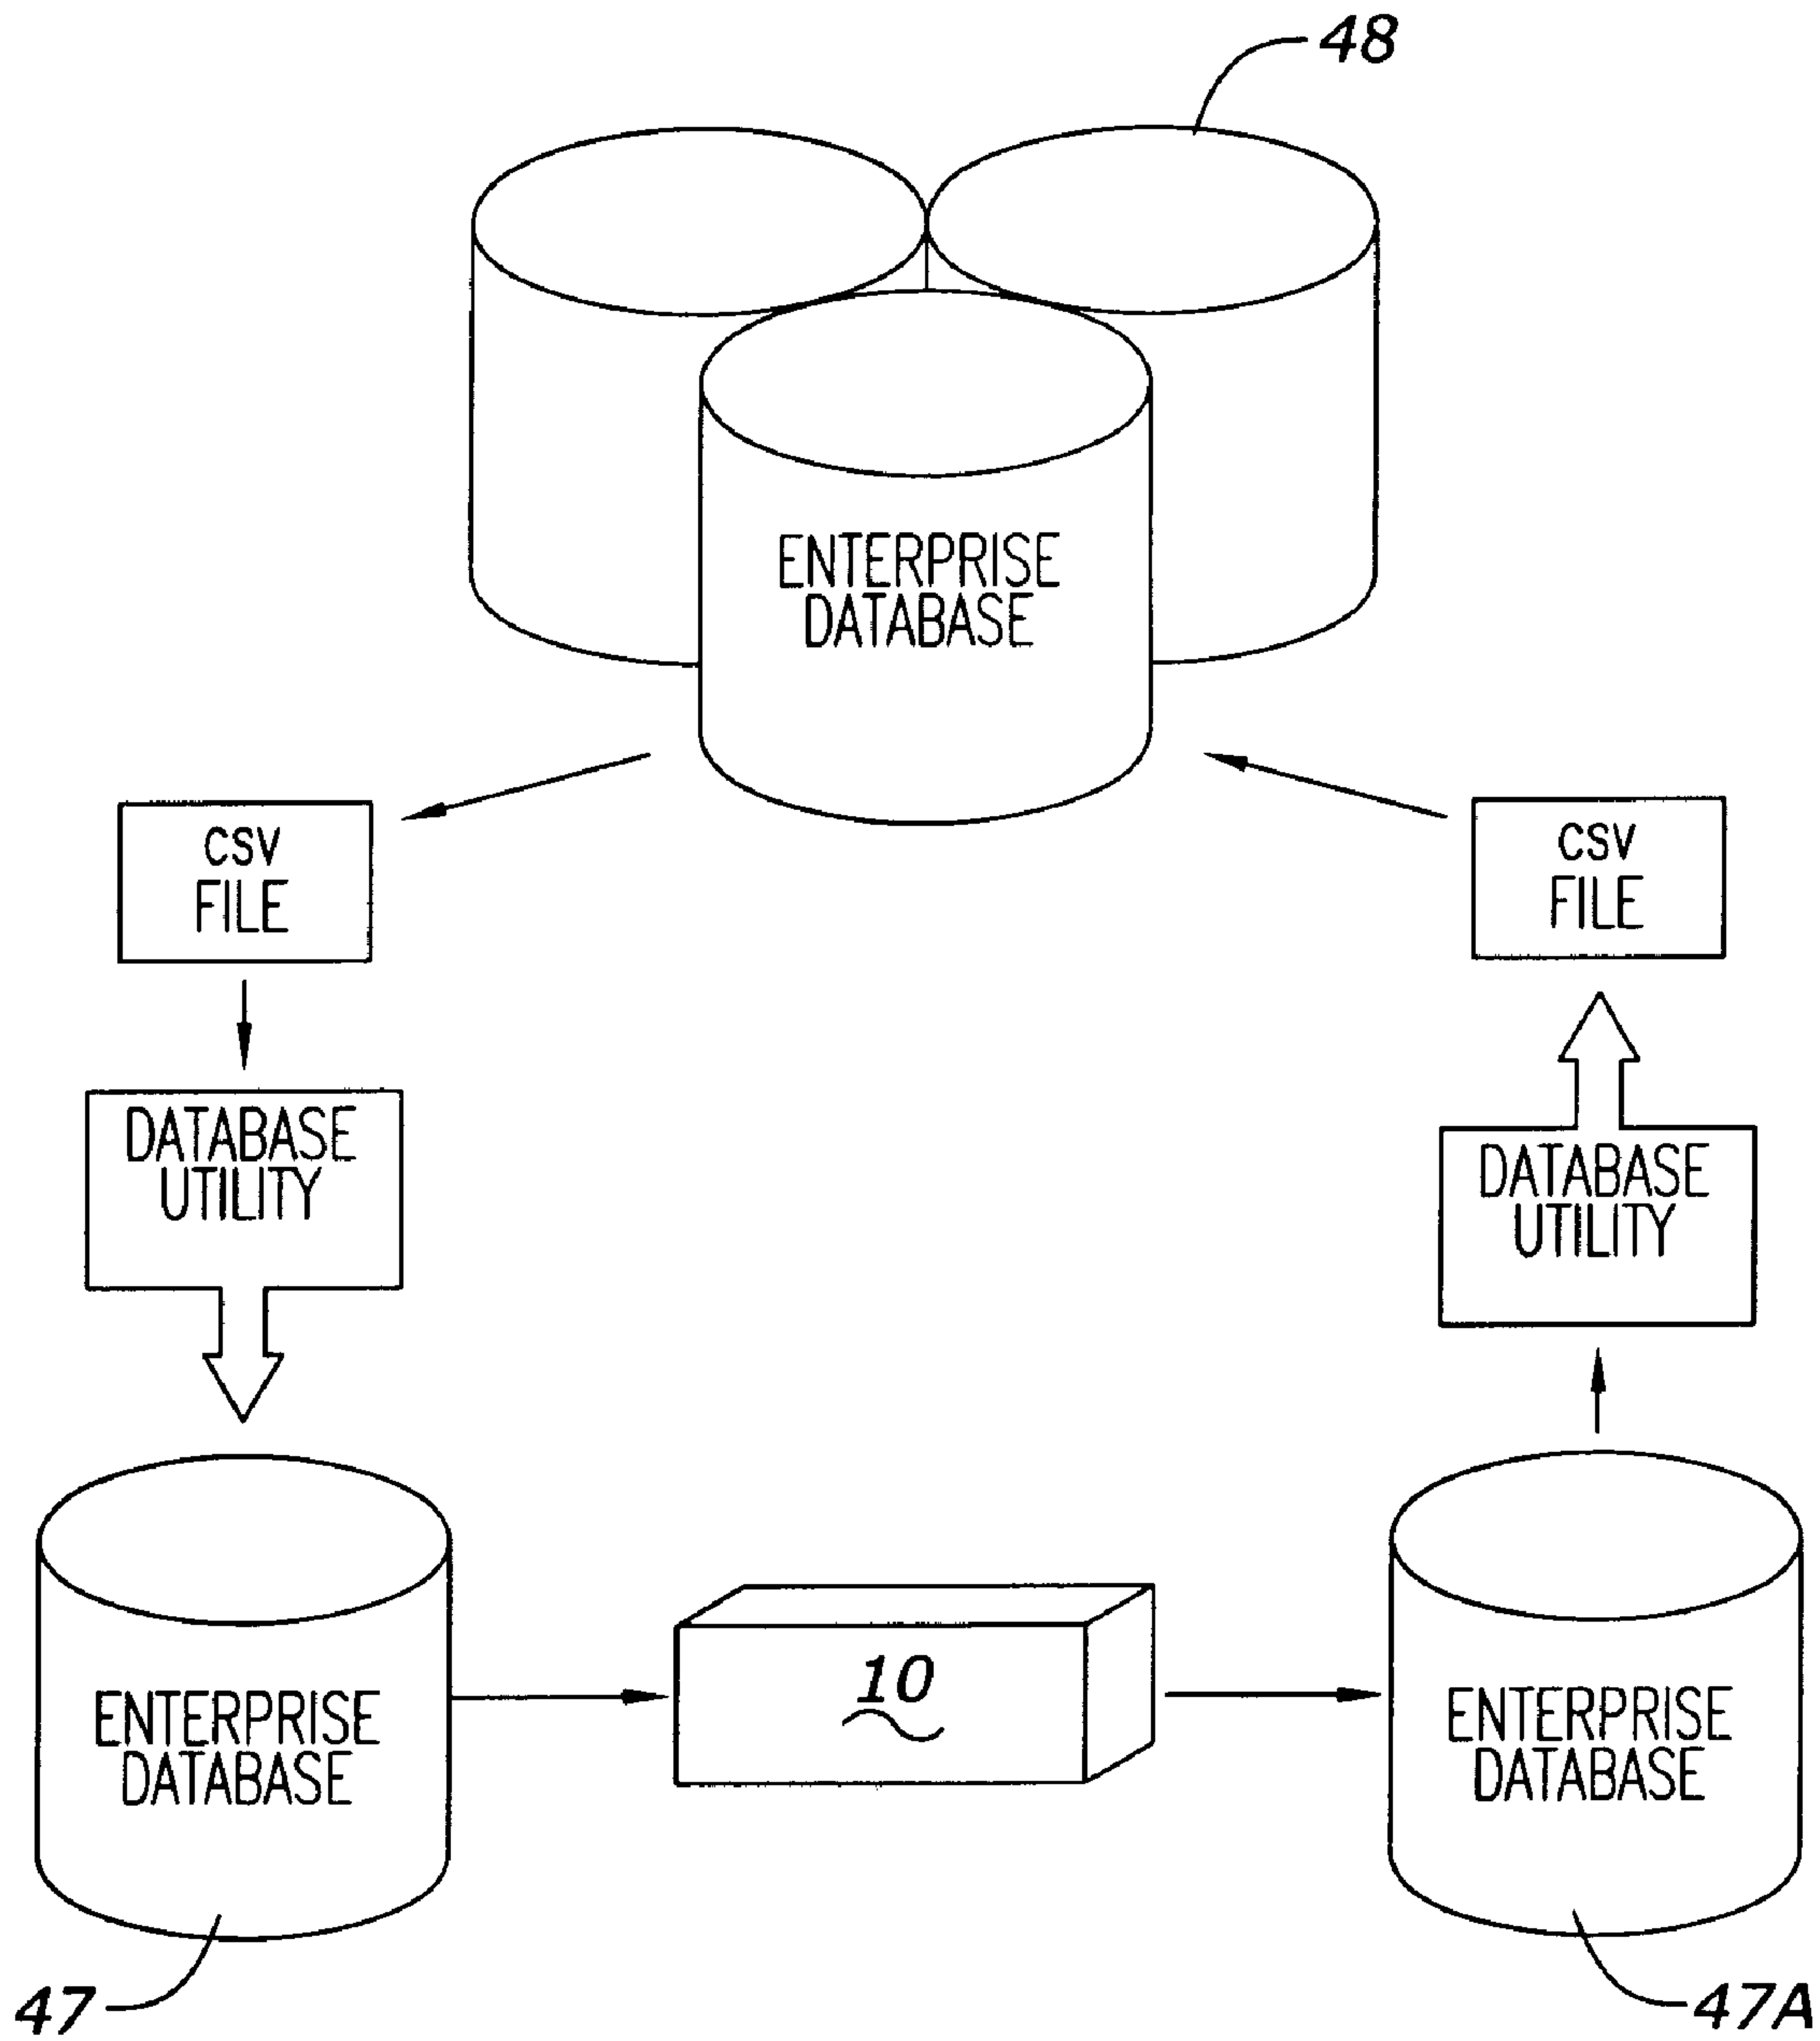 48
ENTERPRISE
DATABASE
CSV
FILE
CSV
FILE
DATABASE
UTILITY
DATABASE
UTILITY
ENTERPRISE
DATABASE
10
ENTERPRISE
DATABASE
47
47A